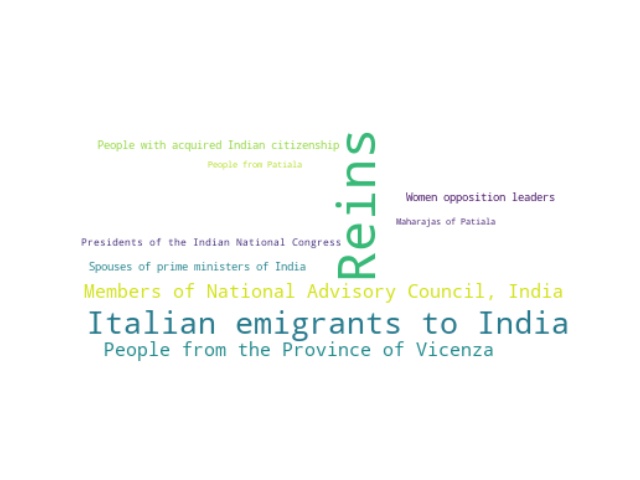 People with acquired Indian citizenship
People from Patiala
Reins
Women opposition leaders
Maharajas of Patiala
Presidents of the Indian National Congress
Spouses of prime ministers of India
Members of National Advisory Council, India
Italian emigrants to India
People from the Province of Vicenza